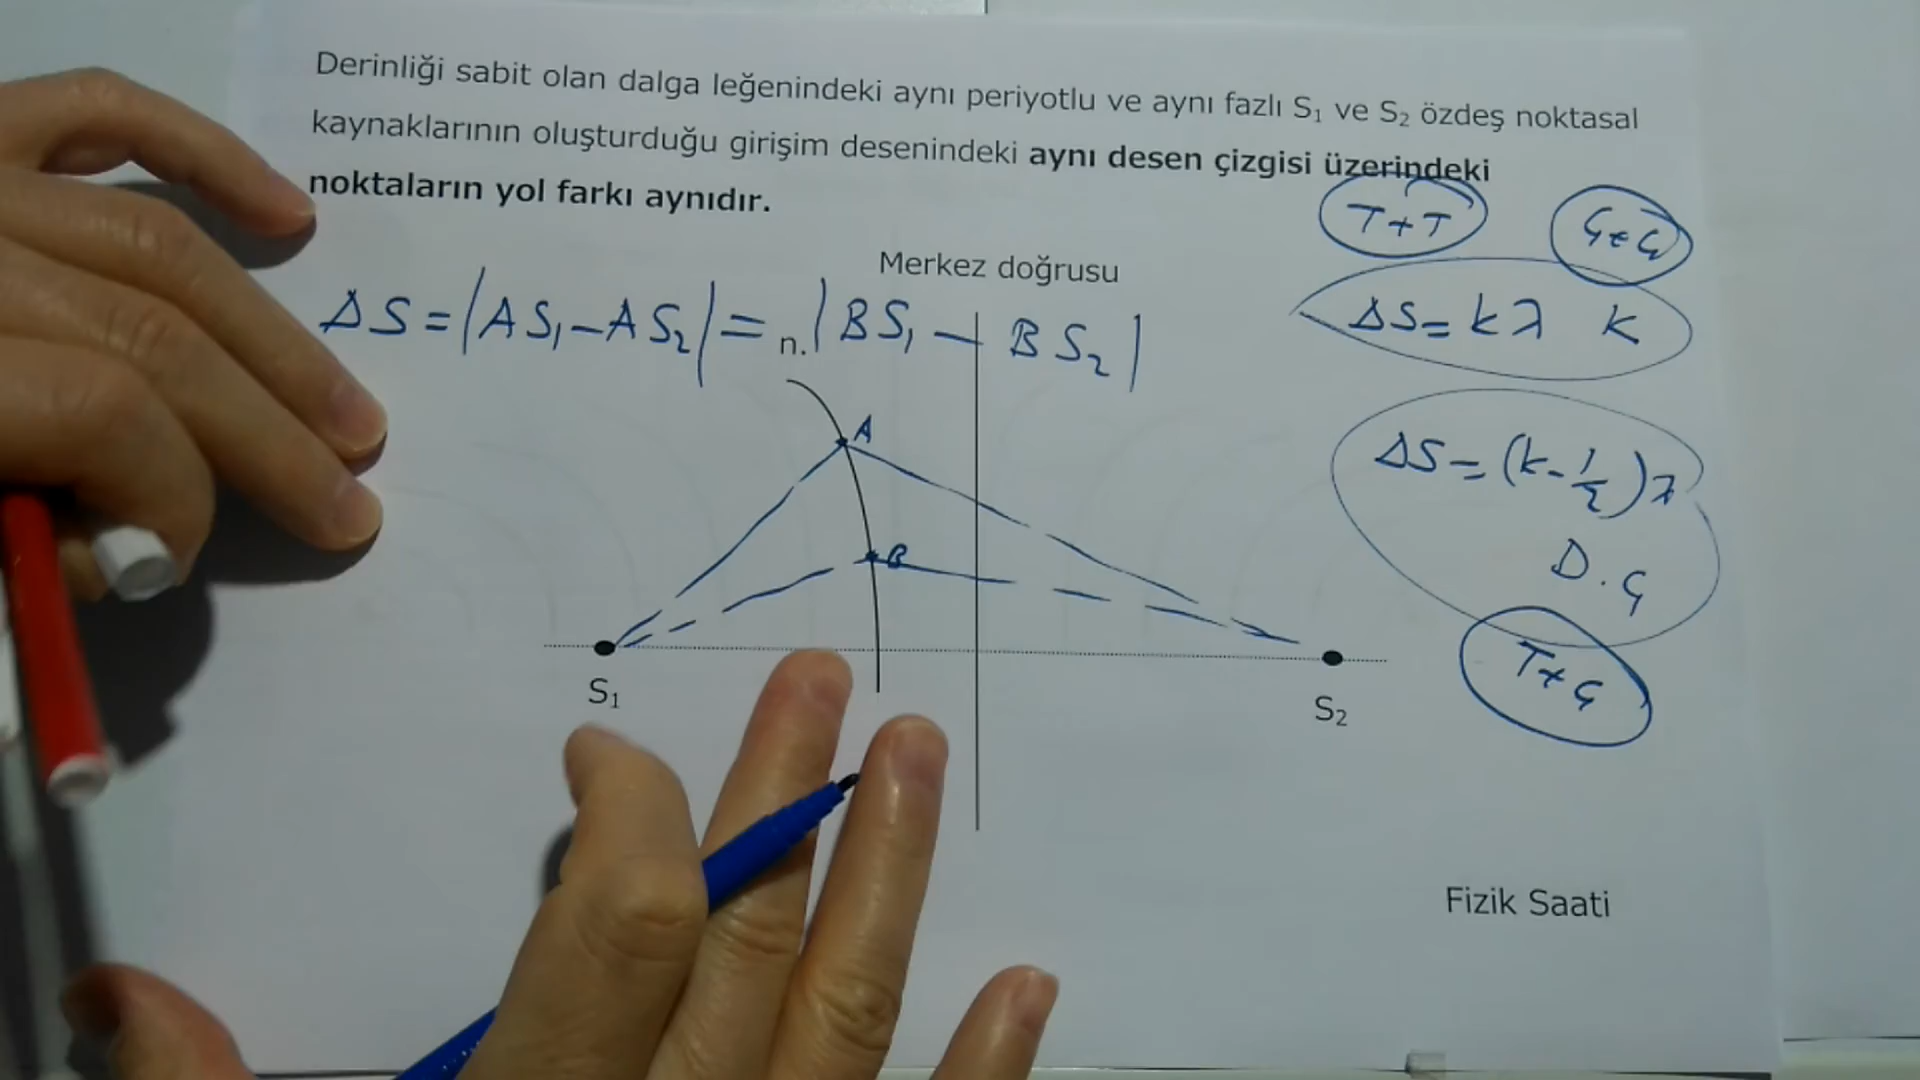 Derinliği sabit olan dalga leğenindeki aynı periyotlu ve aynı fazlı S₁ ve S₂ özdeş noktasal
kaynaklarının oluşturduğu girişim desenindeki aynı desen çizgisi üzerindeki
noktaların yol farkı aynıdır.
T+T
Ç+Ç
Merkez doğrusu
ΔS=|AS₁-AS₂|= n. |BS₁ - BS₂|
ΔS=kλ K
A
ΔS=(k-1/2)λ
D.Ç
B
T+Ç
S₁
S₂
Fizik Saati